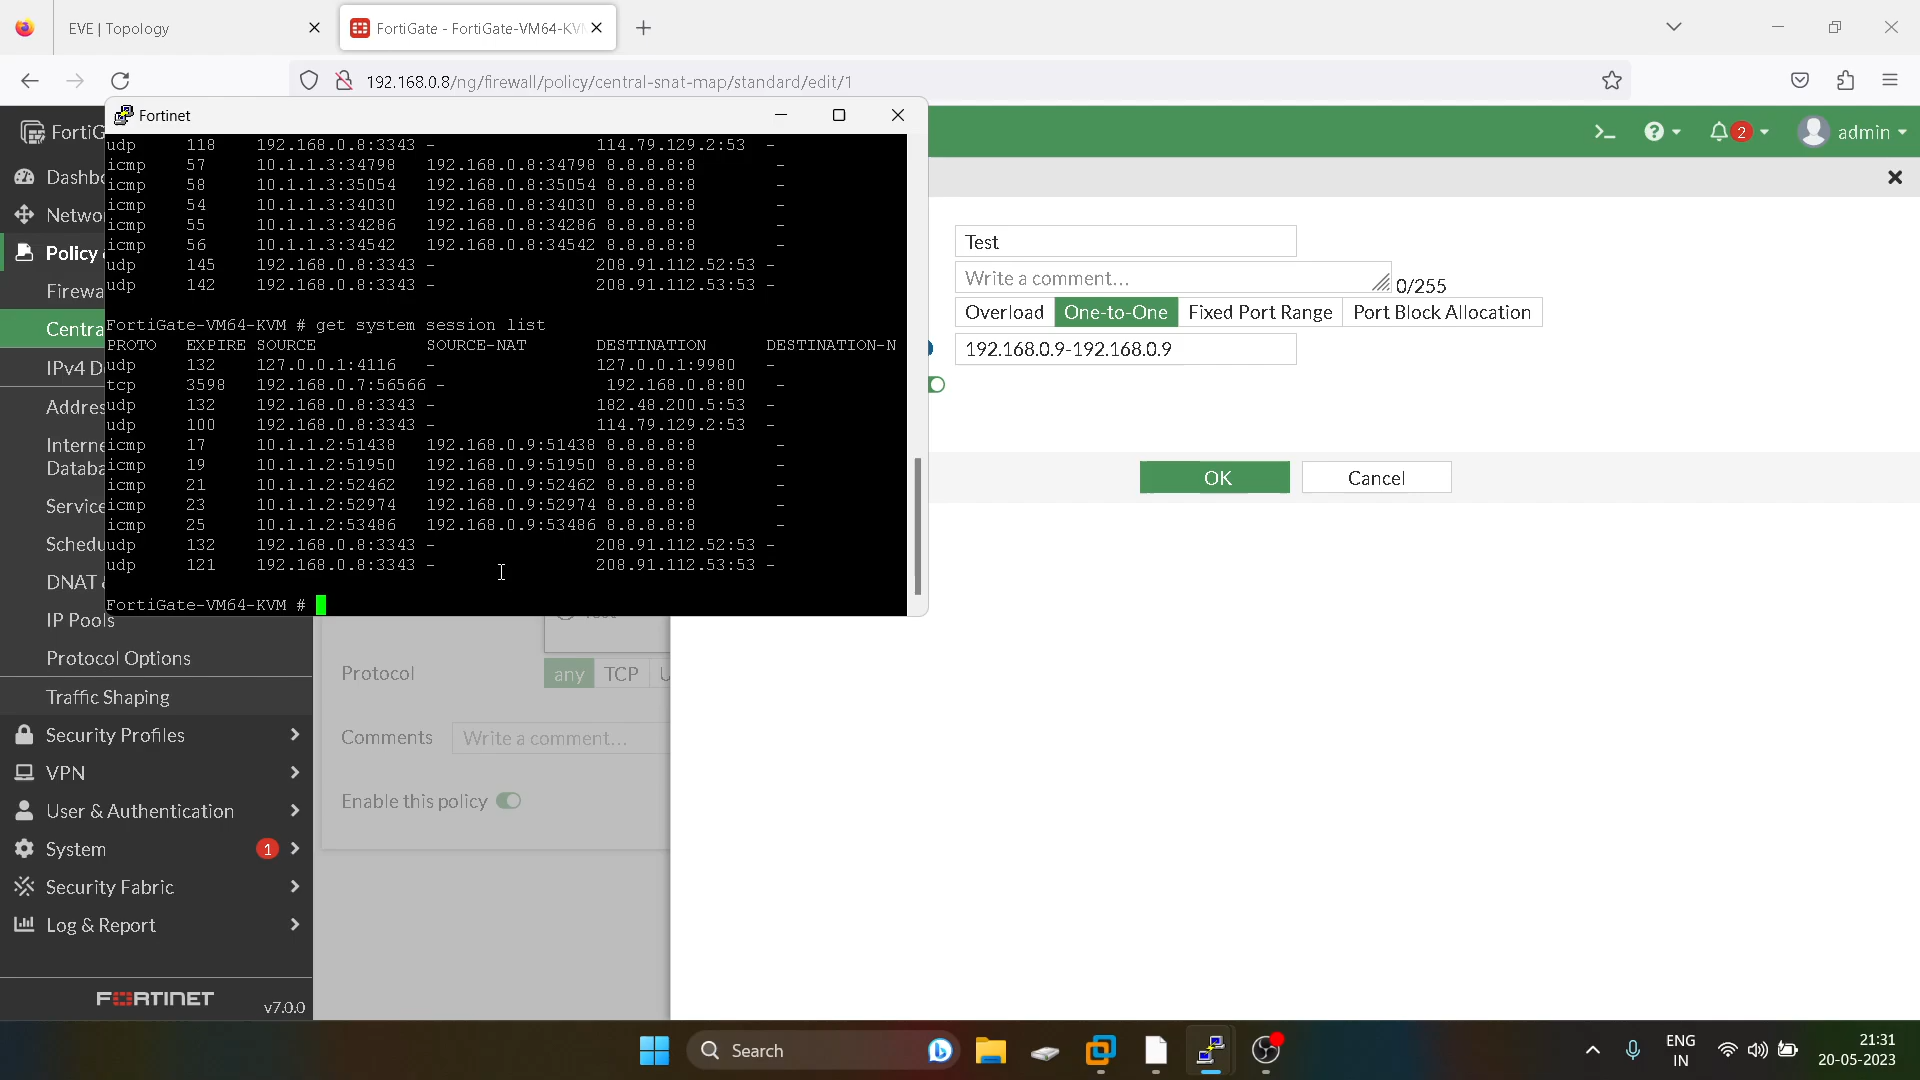 EVE | Topology
FortiGate - FortiGate-VM64-KVM
192.168.0.8/ng/firewall/policy/central-snat-map/standard/edit/1
Fortinet
FortiG
2
admin
Dashbo
Netwo
Policy
Firewa
Centra
IPv4 D
Addres
Interne
Databa
Service
Schedu
DNAT &
IP Pools
Protocol Options
Traffic Shaping
Security Profiles
VPN
User & Authentication
System
1
Security Fabric
Log & Report
FORTINET
v7.0.0
udp 118 192.168.0.8:3343 - 114.79.129.2:53 -
icmp 57 10.1.1.3:34798 192.168.0.8:34798 8.8.8.8:8 -
icmp 58 10.1.1.3:35054 192.168.0.8:35054 8.8.8.8:8 -
icmp 54 10.1.1.3:34030 192.168.0.8:34030 8.8.8.8:8 -
icmp 55 10.1.1.3:34286 192.168.0.8:34286 8.8.8.8:8 -
icmp 56 10.1.1.3:34542 192.168.0.8:34542 8.8.8.8:8 -
udp 145 192.168.0.8:3343 - 208.91.112.52:53 -
udp 142 192.168.0.8:3343 - 208.91.112.53:53 -
FortiGate-VM64-KVM # get system session list
PROTO EXPIRE SOURCE SOURCE-NAT DESTINATION DESTINATION-N
udp 132 127.0.0.1:4116 - 127.0.0.1:9980 -
tcp 3598 192.168.0.7:56566 - 192.168.0.8:80 -
udp 132 192.168.0.8:3343 - 182.48.200.5:53 -
udp 100 192.168.0.8:3343 - 114.79.129.2:53 -
icmp 17 10.1.1.2:51438 192.168.0.9:51438 8.8.8.8:8 -
icmp 19 10.1.1.2:51950 192.168.0.9:51950 8.8.8.8:8 -
icmp 21 10.1.1.2:52462 192.168.0.9:52462 8.8.8.8:8 -
icmp 23 10.1.1.2:52974 192.168.0.9:52974 8.8.8.8:8 -
icmp 25 10.1.1.2:53486 192.168.0.9:53486 8.8.8.8:8 -
udp 132 192.168.0.8:3343 - 208.91.112.52:53 -
udp 121 192.168.0.8:3343 - 208.91.112.53:53 -
FortiGate-VM64-KVM #
Test
Write a comment...
0/255
Overload One-to-One Fixed Port Range Port Block Allocation
192.168.0.9-192.168.0.9
OK Cancel
Protocol any TCP U
Comments Write a comment...
Enable this policy
Search
ENG
IN
21:31
20-05-2023